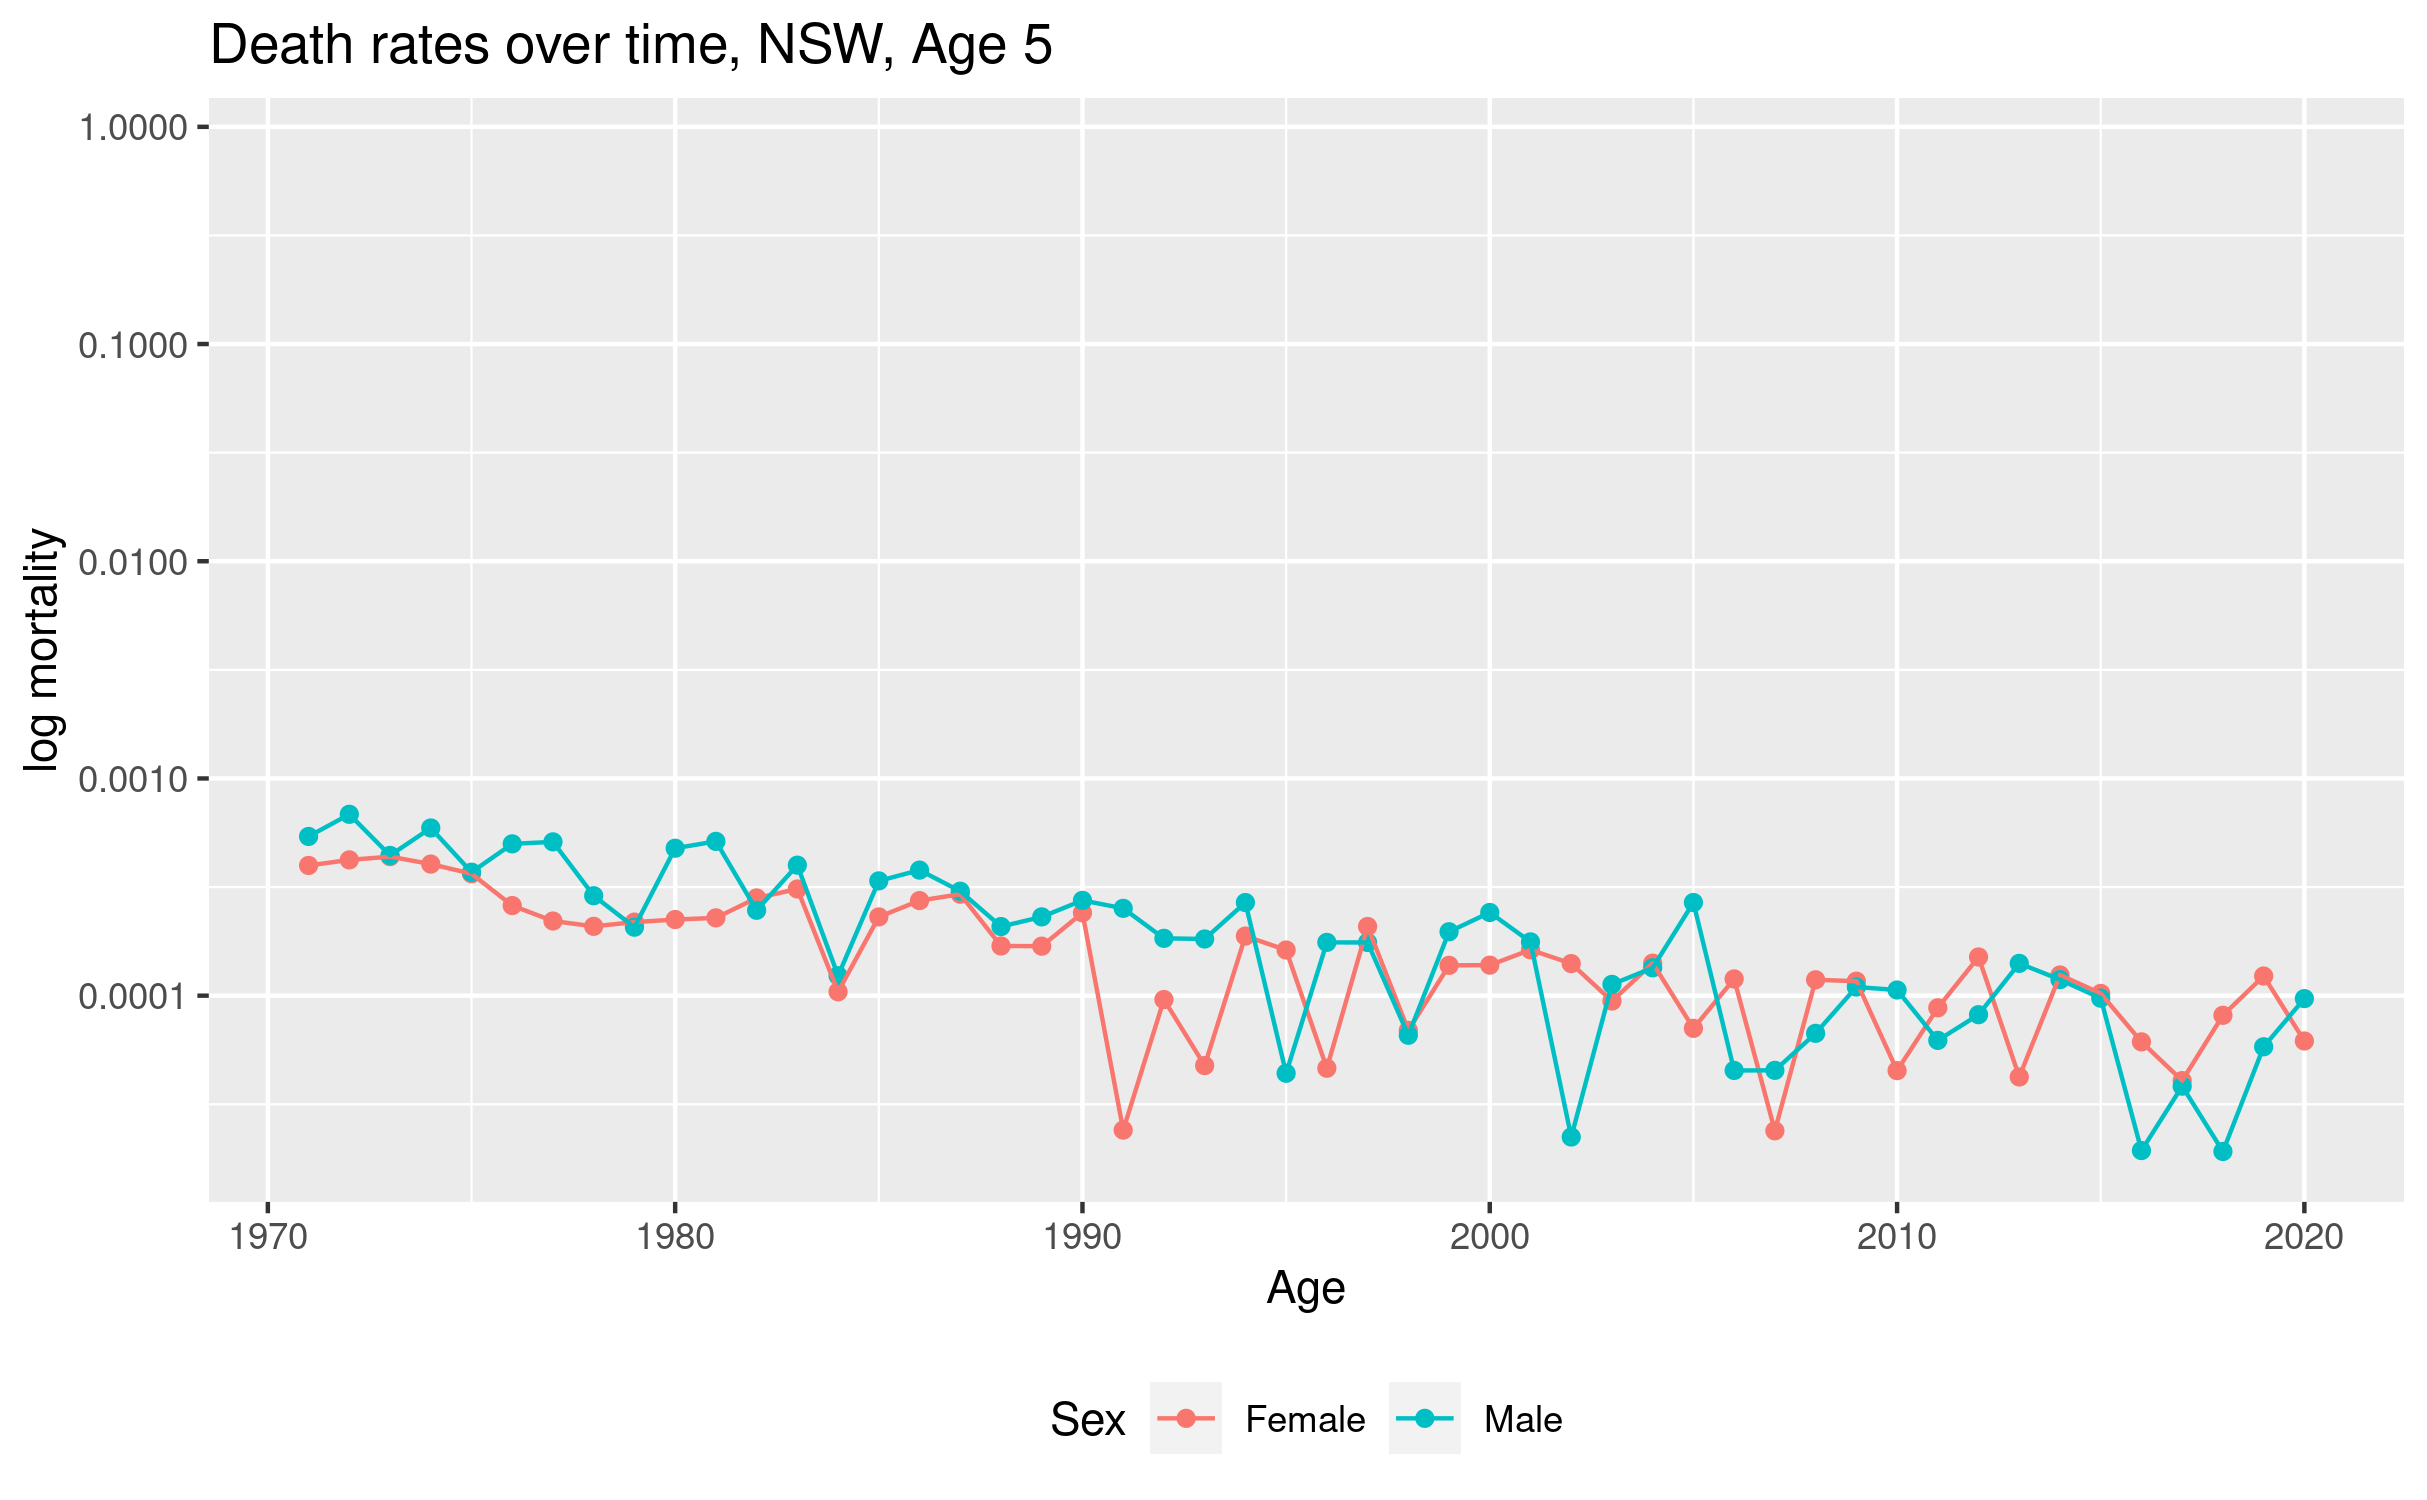 Death rates over time, NSW, Age 5
1.0000
0.1000
0.0100
0.0010
0.0001
log mortality
1970 1980 1990 2000 2010 2020
Age
Sex Female Male